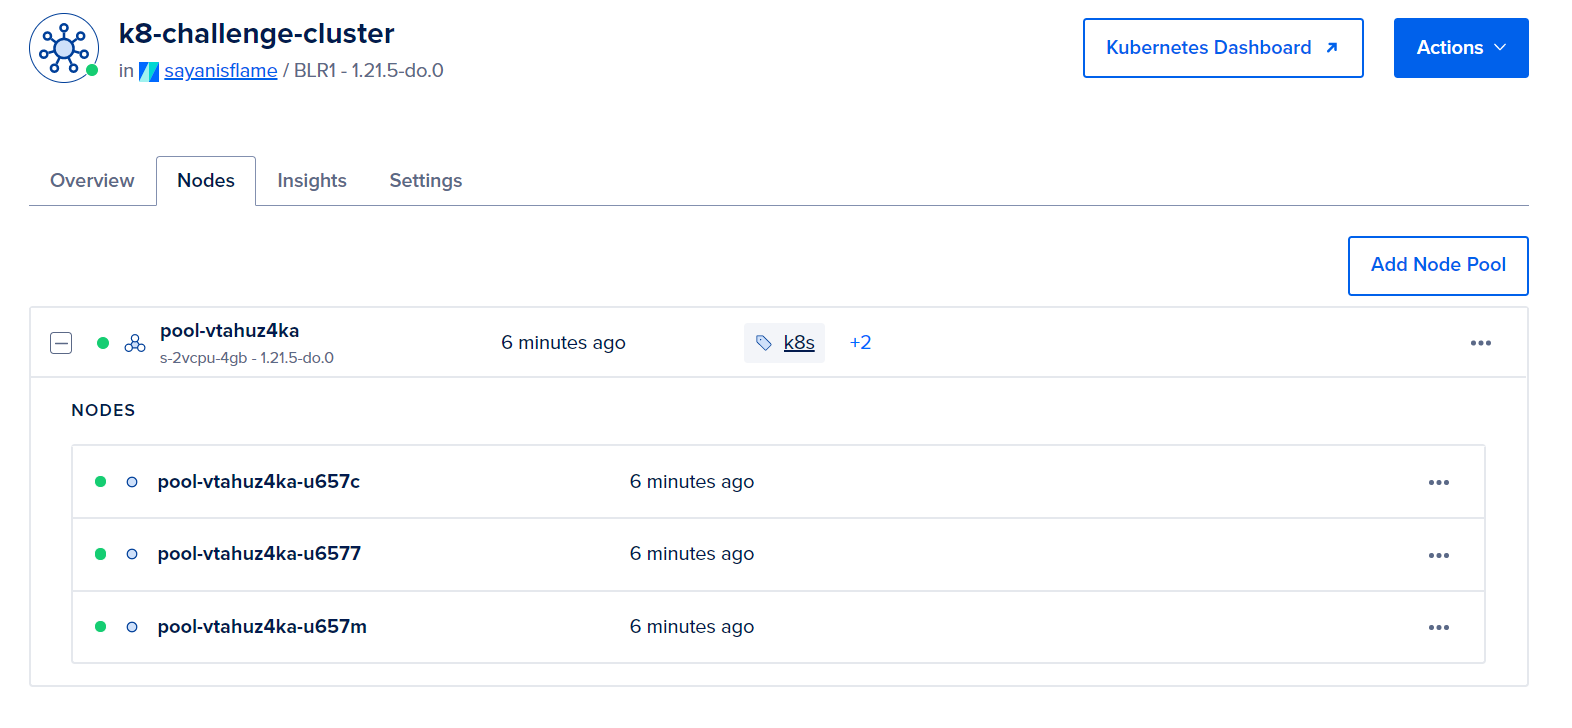 k8-challenge-cluster
in sayanisflame / BLR1 - 1.21.5-do.0
Kubernetes Dashboard
Actions
Overview
Nodes
Insights
Settings
Add Node Pool
pool-vtahuz4ka
s-2vcpu-4gb - 1.21.5-do.0
6 minutes ago
k8s
+2
NODES
pool-vtahuz4ka-u657c 6 minutes ago
pool-vtahuz4ka-u6577 6 minutes ago
pool-vtahuz4ka-u657m 6 minutes ago